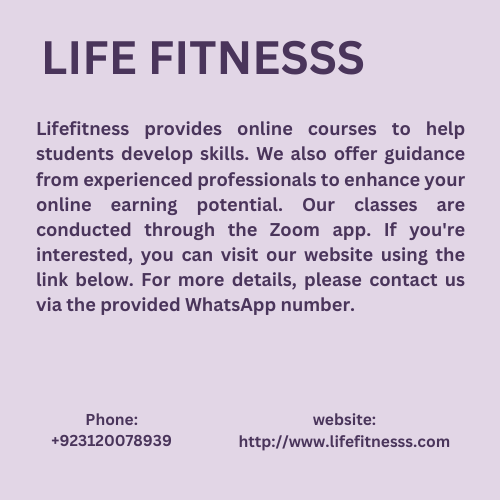 LIFE FITNESSS
Lifefitness provides online courses to help
students develop skills. We also offer guidance
from experienced professionals to enhance your
online earning potential. Our classes are
conducted through the Zoom app. If you're
interested, you can visit our website using the
link below. For more details, please contact us
via the provided WhatsApp number.
Phone:
+923120078939
website:
http://www.lifefitnesss.com